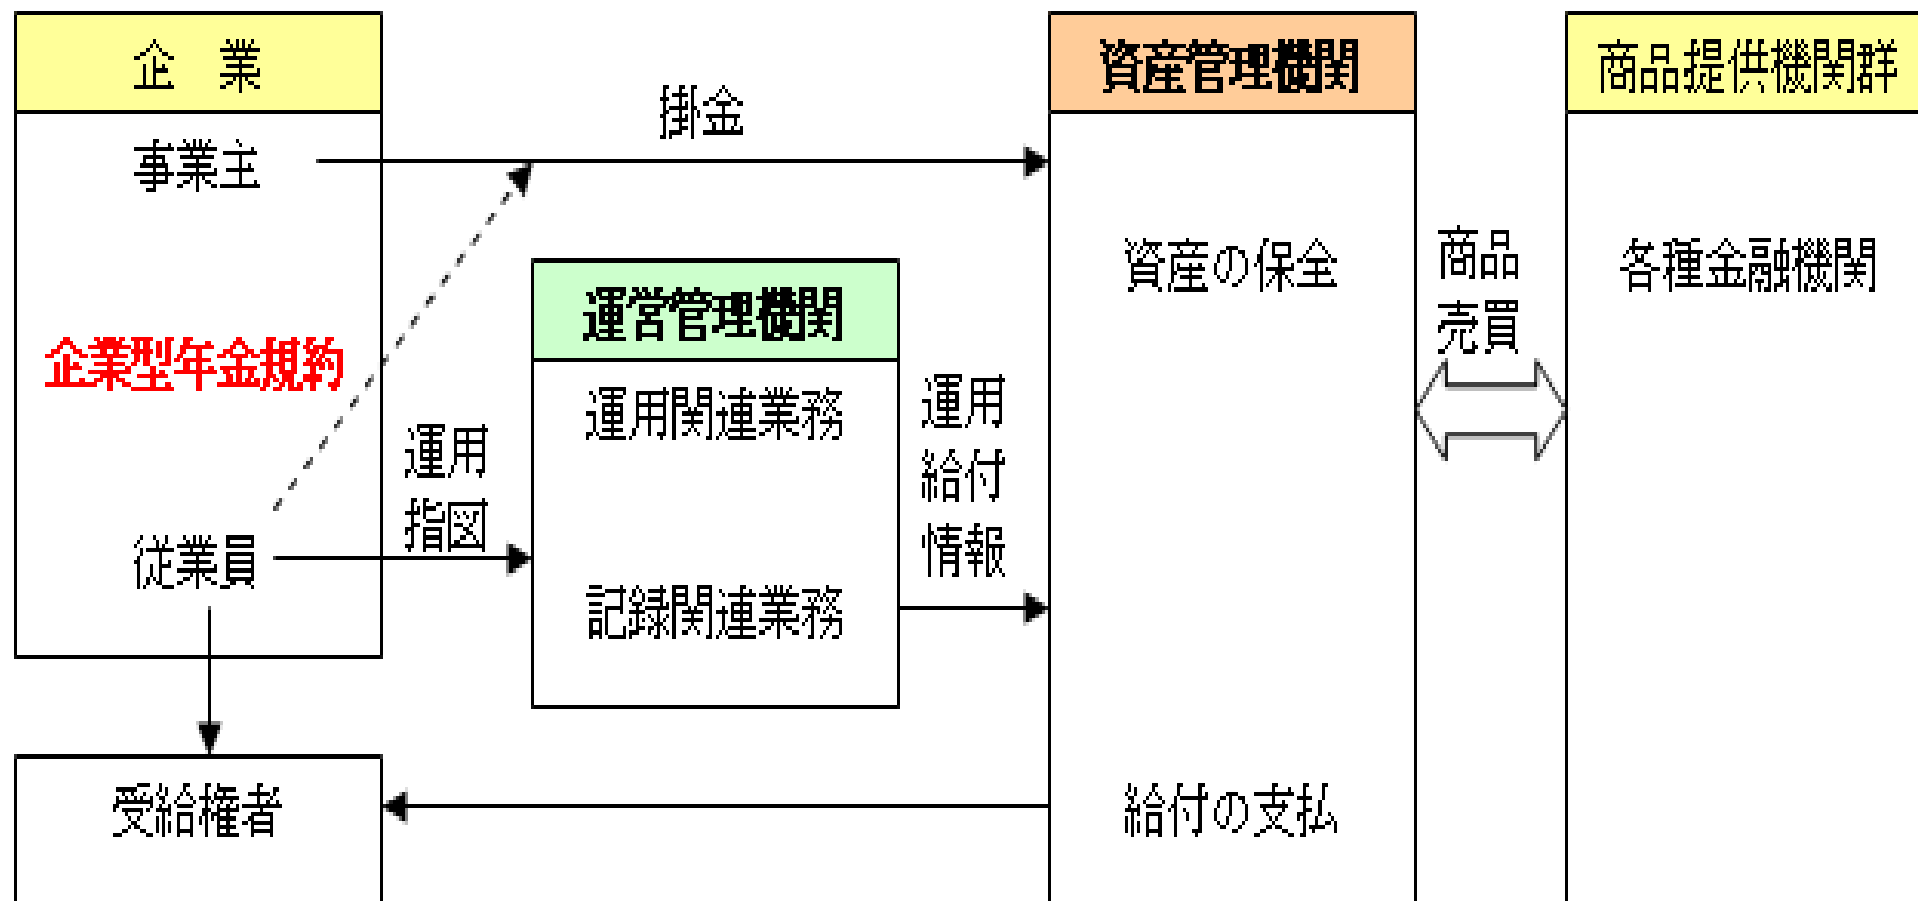 企　業
事業主
企業型年金規約
従業員
受給権者
掛金
運用
指図
運営管理機関
運用関連業務
記録関連業務
運用
給付
情報
資産管理機関
資産の保全
給付の支払
商品
売買
商品提供機関群
各種金融機関